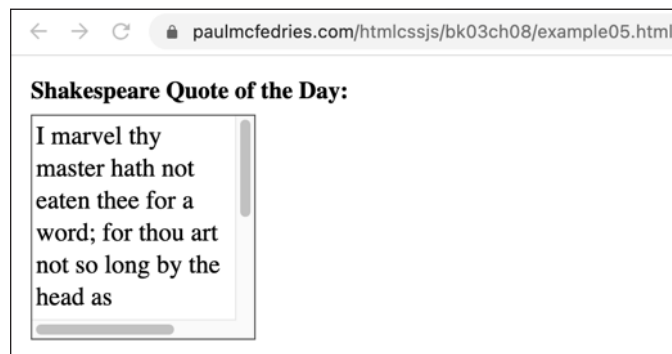 paulmcfedries.com/htmlcssjs/bk03ch08/example05.html
Shakespeare Quote of the Day:
I marvel thy
master hath not
eaten thee for a
word; for thou art
not so long by the
head as